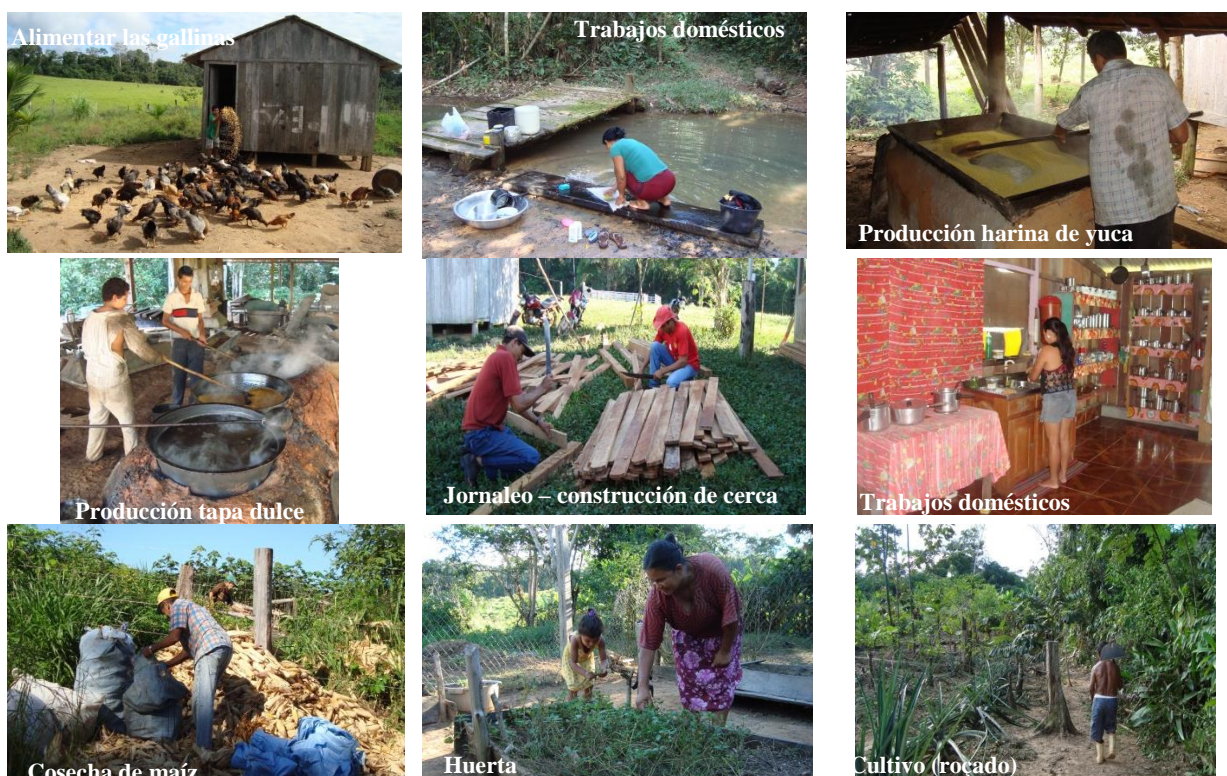 Alimentar las gallinas
Trabajos domésticos
Producción harina de yuca
Producción tapa dulce
Jornaleo – construcción de cerca
Trabajos domésticos
Cosecha de maíz
Huerta
Cultivo (roçado)